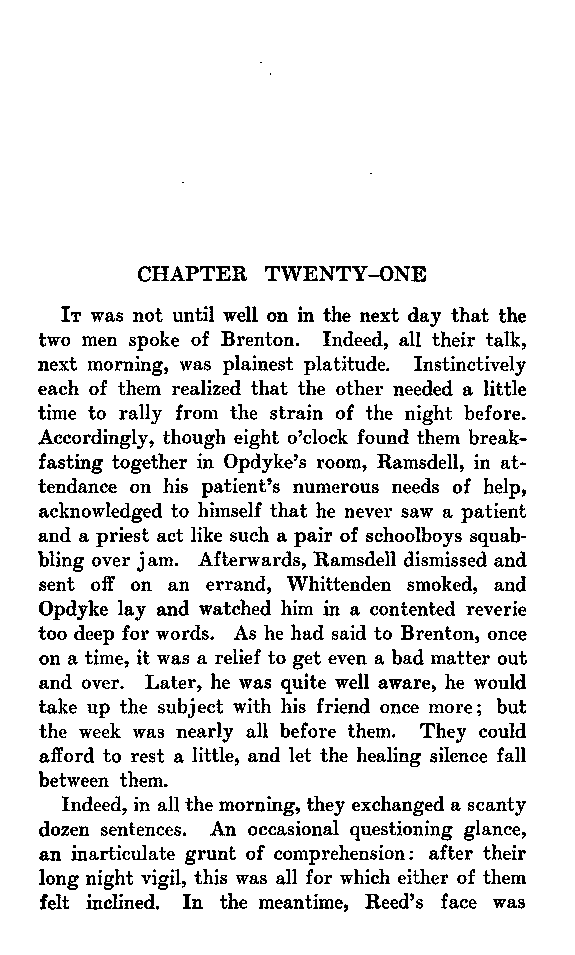 CHAPTER TWENTY-ONE
It was not until well on in the next day that the
two men spoke of Brenton. Indeed, all their talk,
next morning, was plainest platitude. Instinctively
each of them realized that the other needed a little
time to rally from the strain of the night before.
Accordingly, though eight o'clock found them break-
fasting together in Opdyke's room, Ramsdell, in at-
tendance on his patient's numerous needs of help,
acknowledged to himself that he never saw a patient
and a priest act like such a pair of schoolboys squab-
bling over jam. Afterwards, Ramsdell dismissed and
sent off on an errand, Whittenden smoked, and
Opdyke lay and watched him in a contented reverie
too deep for words. As he had said to Brenton, once
on a time, it was a relief to get even a bad matter out
and over. Later, he was quite well aware, he would
take up the subject with his friend once more; but
the week was nearly all before them. They could
afford to rest a little, and let the healing silence fall
between them.
Indeed, in all the morning, they exchanged a scanty
dozen sentences. An occasional questioning glance,
an inarticulate grunt of comprehension: after their
long night vigil, this was all for which either of them
felt inclined. In the meantime, Reed's face was